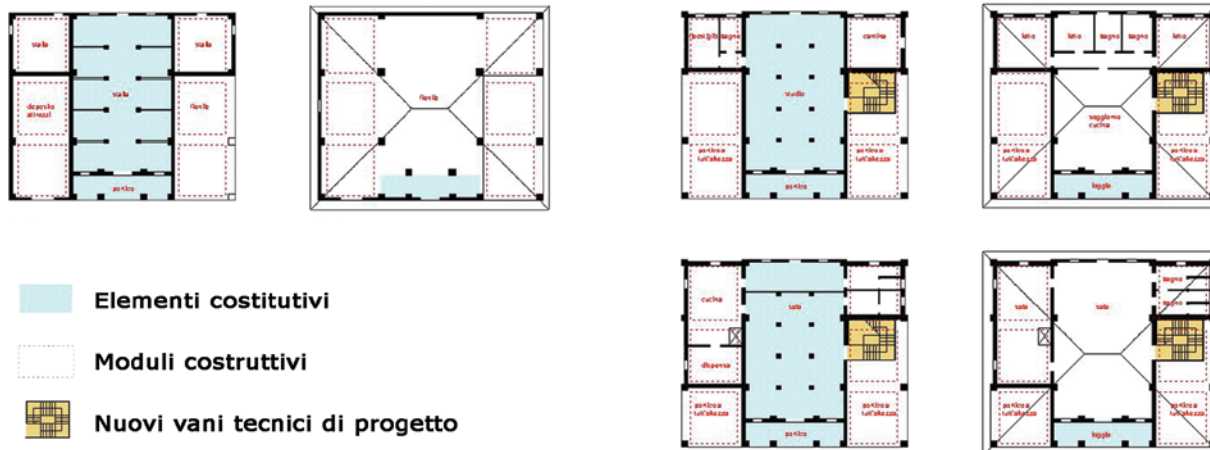 stalla
stalla
stalla
deposito
attrezzi
fienile
portico
fienile
bagno
cantina
studio
portico a
tutt'altezza
portico a
tutt'altezza
portico
letto
letto
bagno
bagno
letto
soggiorno
cucina
portico a
tutt'altezza
portico a
tutt'altezza
loggia
Elementi costitutivi
Moduli costruttivi
Nuovi vani tecnici di progetto
cucina
sala
dispensa
portico a
tutt'altezza
portico a
tutt'altezza
portico
sala
sala
bagno
bagno
portico a
tutt'altezza
portico a
tutt'altezza
loggia